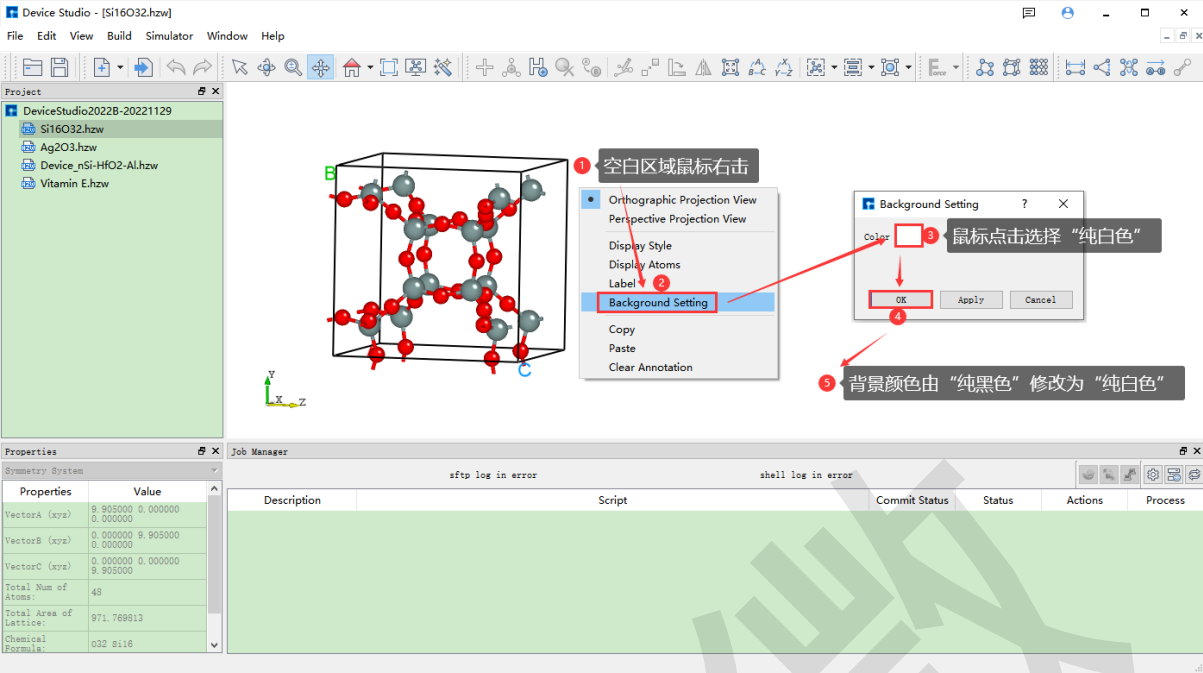 Device Studio - [Si16O32.hzw]
File Edit View Build Simulator Window Help
Project
DeviceStudio2022B-20221129
Si16O32.hzw
Ag2O3.hzw
Device_nSi-HfO2-Al.hzw
Vitamin E.hzw
B
C
Y
X
Z
1 空白区域鼠标右击
Orthographic Projection View
Perspective Projection View
Display Style
Display Atoms
Label
2
Background Setting
Copy
Paste
Clear Annotation
Background Setting ?
Color
3 鼠标点击选择“纯白色”
OK Apply Cancel
4
5 背景颜色由“纯黑色”修改为“纯白色”
Properties
Symmetry System
Properties Value
VectorA (xyz) 9.905000 0.000000
0.000000
VectorB (xyz) 0.000000 9.905000
0.000000
VectorC (xyz) 0.000000 0.000000
9.905000
Total Num of
Atoms: 48
Total Area of
Lattice: 971.769813
Chemical
Formula: O32 Si16
Job Manager
sftp log in error shell log in error
Description Script Commit Status Status Actions Process